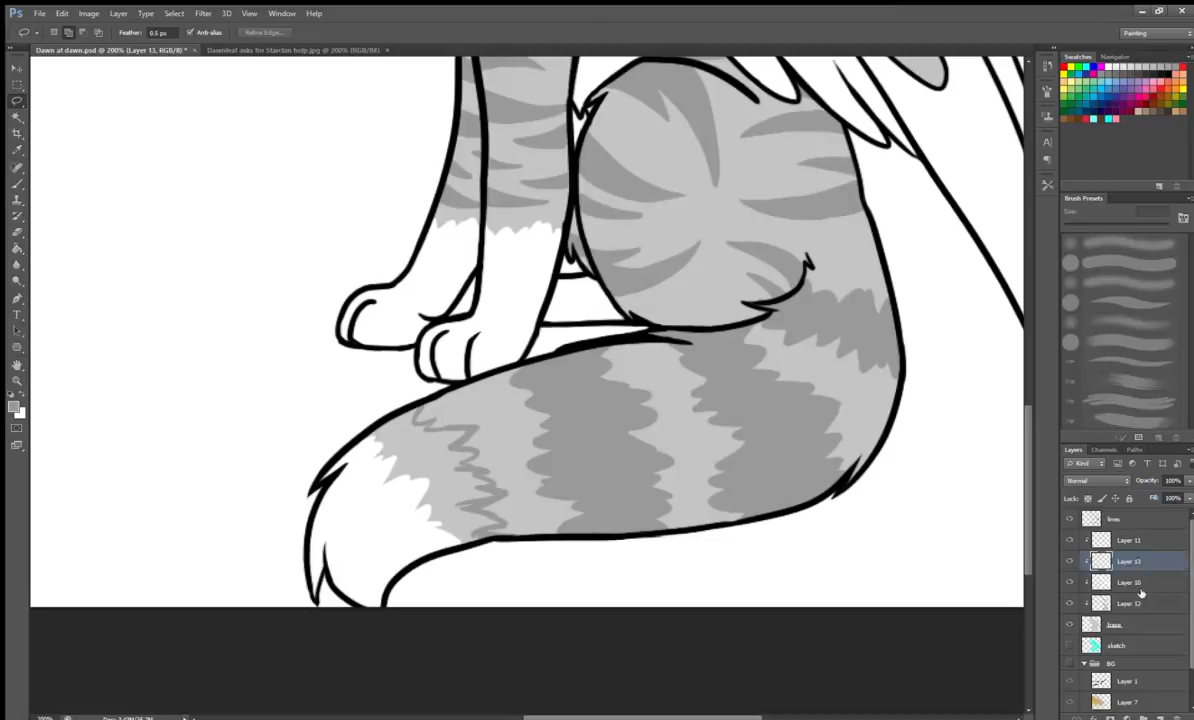 Ps File Edit Image Layer Type Select Filter 3D View Window Help
Feather: 0.5 px Anti-alias Refine Edge... Painting
Dawn at dawn.psd @ 200% (Layer 13, RGB/8) * × Dawnleaf asks for Starclan help.jpg @ 200% (RGB/8#) ×
Swatches Navigator
Brush Presets
Size:
Layers Channels Paths
Kind
Normal Opacity: 100%
Lock: Fill: 100%
lines
Layer 11
Layer 13
Layer 10
Layer 12
base
sketch
BG
Layer 1
Layer 7
200%